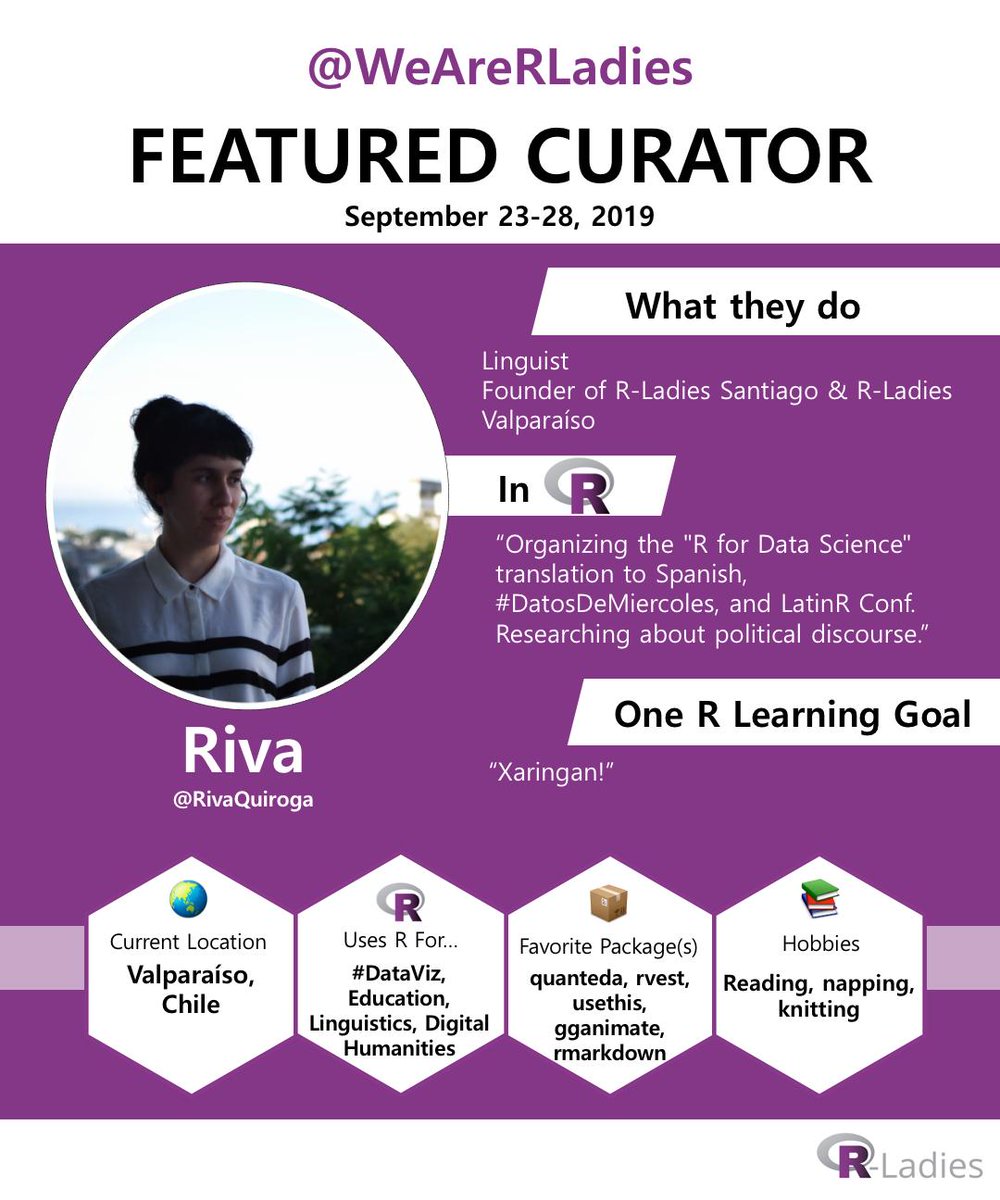 @WeAreRLadies
FEATURED CURATOR
September 23-28, 2019
What they do
Linguist
Founder of R-Ladies Santiago & R-Ladies
Valparaíso
In R
“Organizing the "R for Data Science"
translation to Spanish,
#DatosDeMiercoles, and LatinR Conf.
Researching about political discourse.”
One R Learning Goal
“Xaringan!”
Riva
@RivaQuiroga
Current Location
Valparaíso,
Chile
R
Uses R For...
#DataViz,
Education,
Linguistics, Digital
Humanities
Favorite Package(s)
quanteda, rvest,
usethis,
gganimate,
rmarkdown
Hobbies
Reading, napping,
knitting
R-Ladies